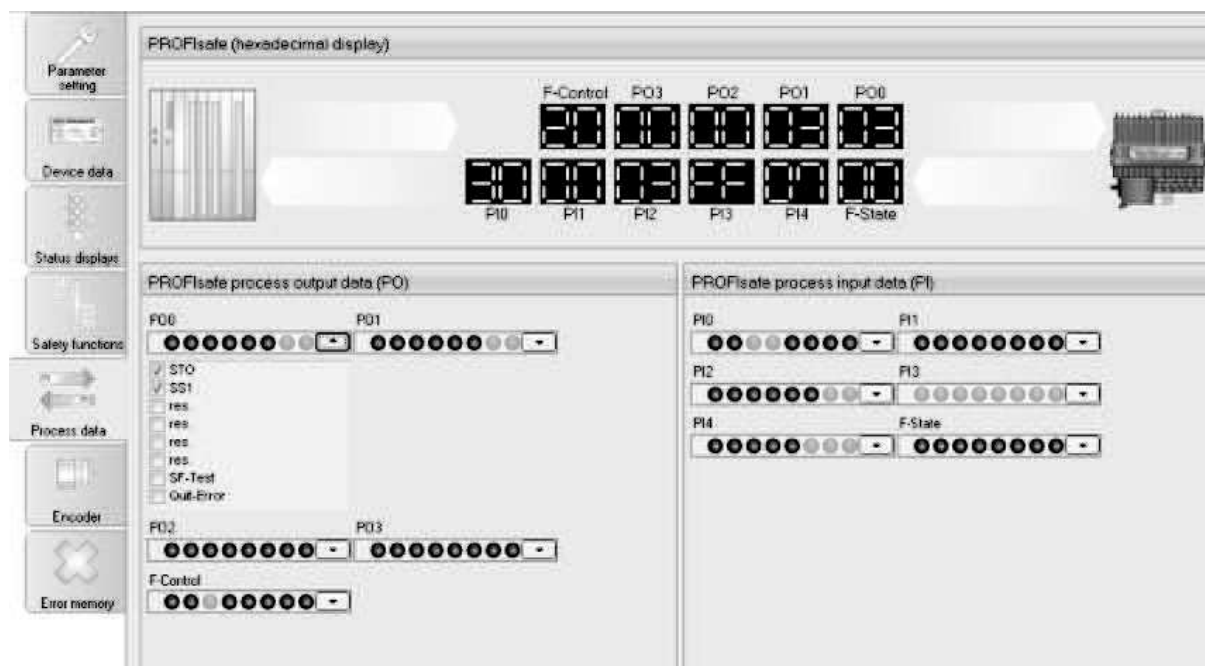 Parameter
setting
Device data
Status displays
Safety functions
Process data
Encoder
Error memory
PROFIsafe (hexadecimal display)
F-Control PO3 PO2 PO1 PO0
PI0 PI1 PI2 PI3 PI4 F-State
PROFIsafe process output data (PO)
PO0 PO1
STO
SS1
res
res
res
res
SF-Test
Quit-Error
PO2 PO3
F-Control
PROFIsafe process input data (PI)
PI0 PI1
PI2 PI3
PI4 F-State